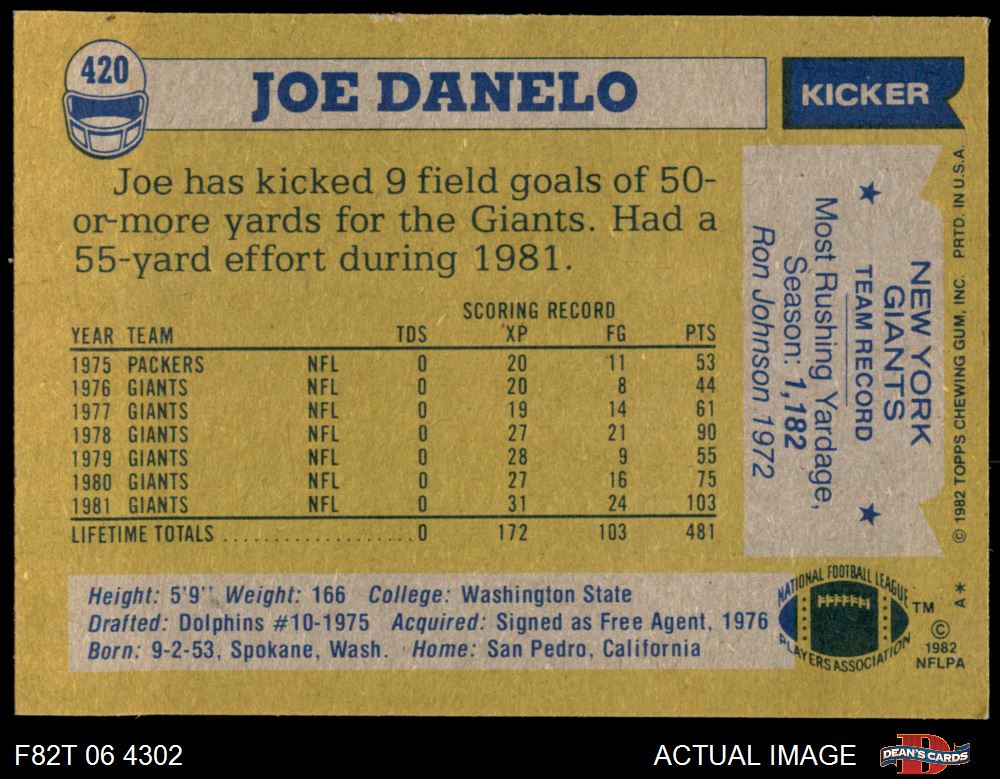 420
JOE DANELO
KICKER
Joe has kicked 9 field goals of 50-
or-more yards for the Giants. Had a
55-yard effort during 1981.
SCORING RECORD
YEAR TEAM TDS XP FG PTS
1975 PACKERS NFL 0 20 11 53
1976 GIANTS NFL 0 20 8 44
1977 GIANTS NFL 0 19 14 61
1978 GIANTS NFL 0 27 21 90
1979 GIANTS NFL 0 28 9 55
1980 GIANTS NFL 0 27 16 75
1981 GIANTS NFL 0 31 24 103
LIFETIME TOTALS ................... 0 172 103 481
NEW YORK
GIANTS
★ TEAM RECORD ★
Most Rushing Yardage,
Season: 1,182
Ron Johnson 1972
© 1982 TOPPS CHEWING GUM, INC. PRTD. IN U.S.A.
Height: 5'9" Weight: 166 College: Washington State
Drafted: Dolphins #10-1975 Acquired: Signed as Free Agent, 1976
Born: 9-2-53, Spokane, Wash. Home: San Pedro, California
NATIONAL FOOTBALL LEAGUE
PLAYERS ASSOCIATION
TM
A*
©
1982
NFLPA
F82T 06 4302
ACTUAL IMAGE
DEAN'S CARDS